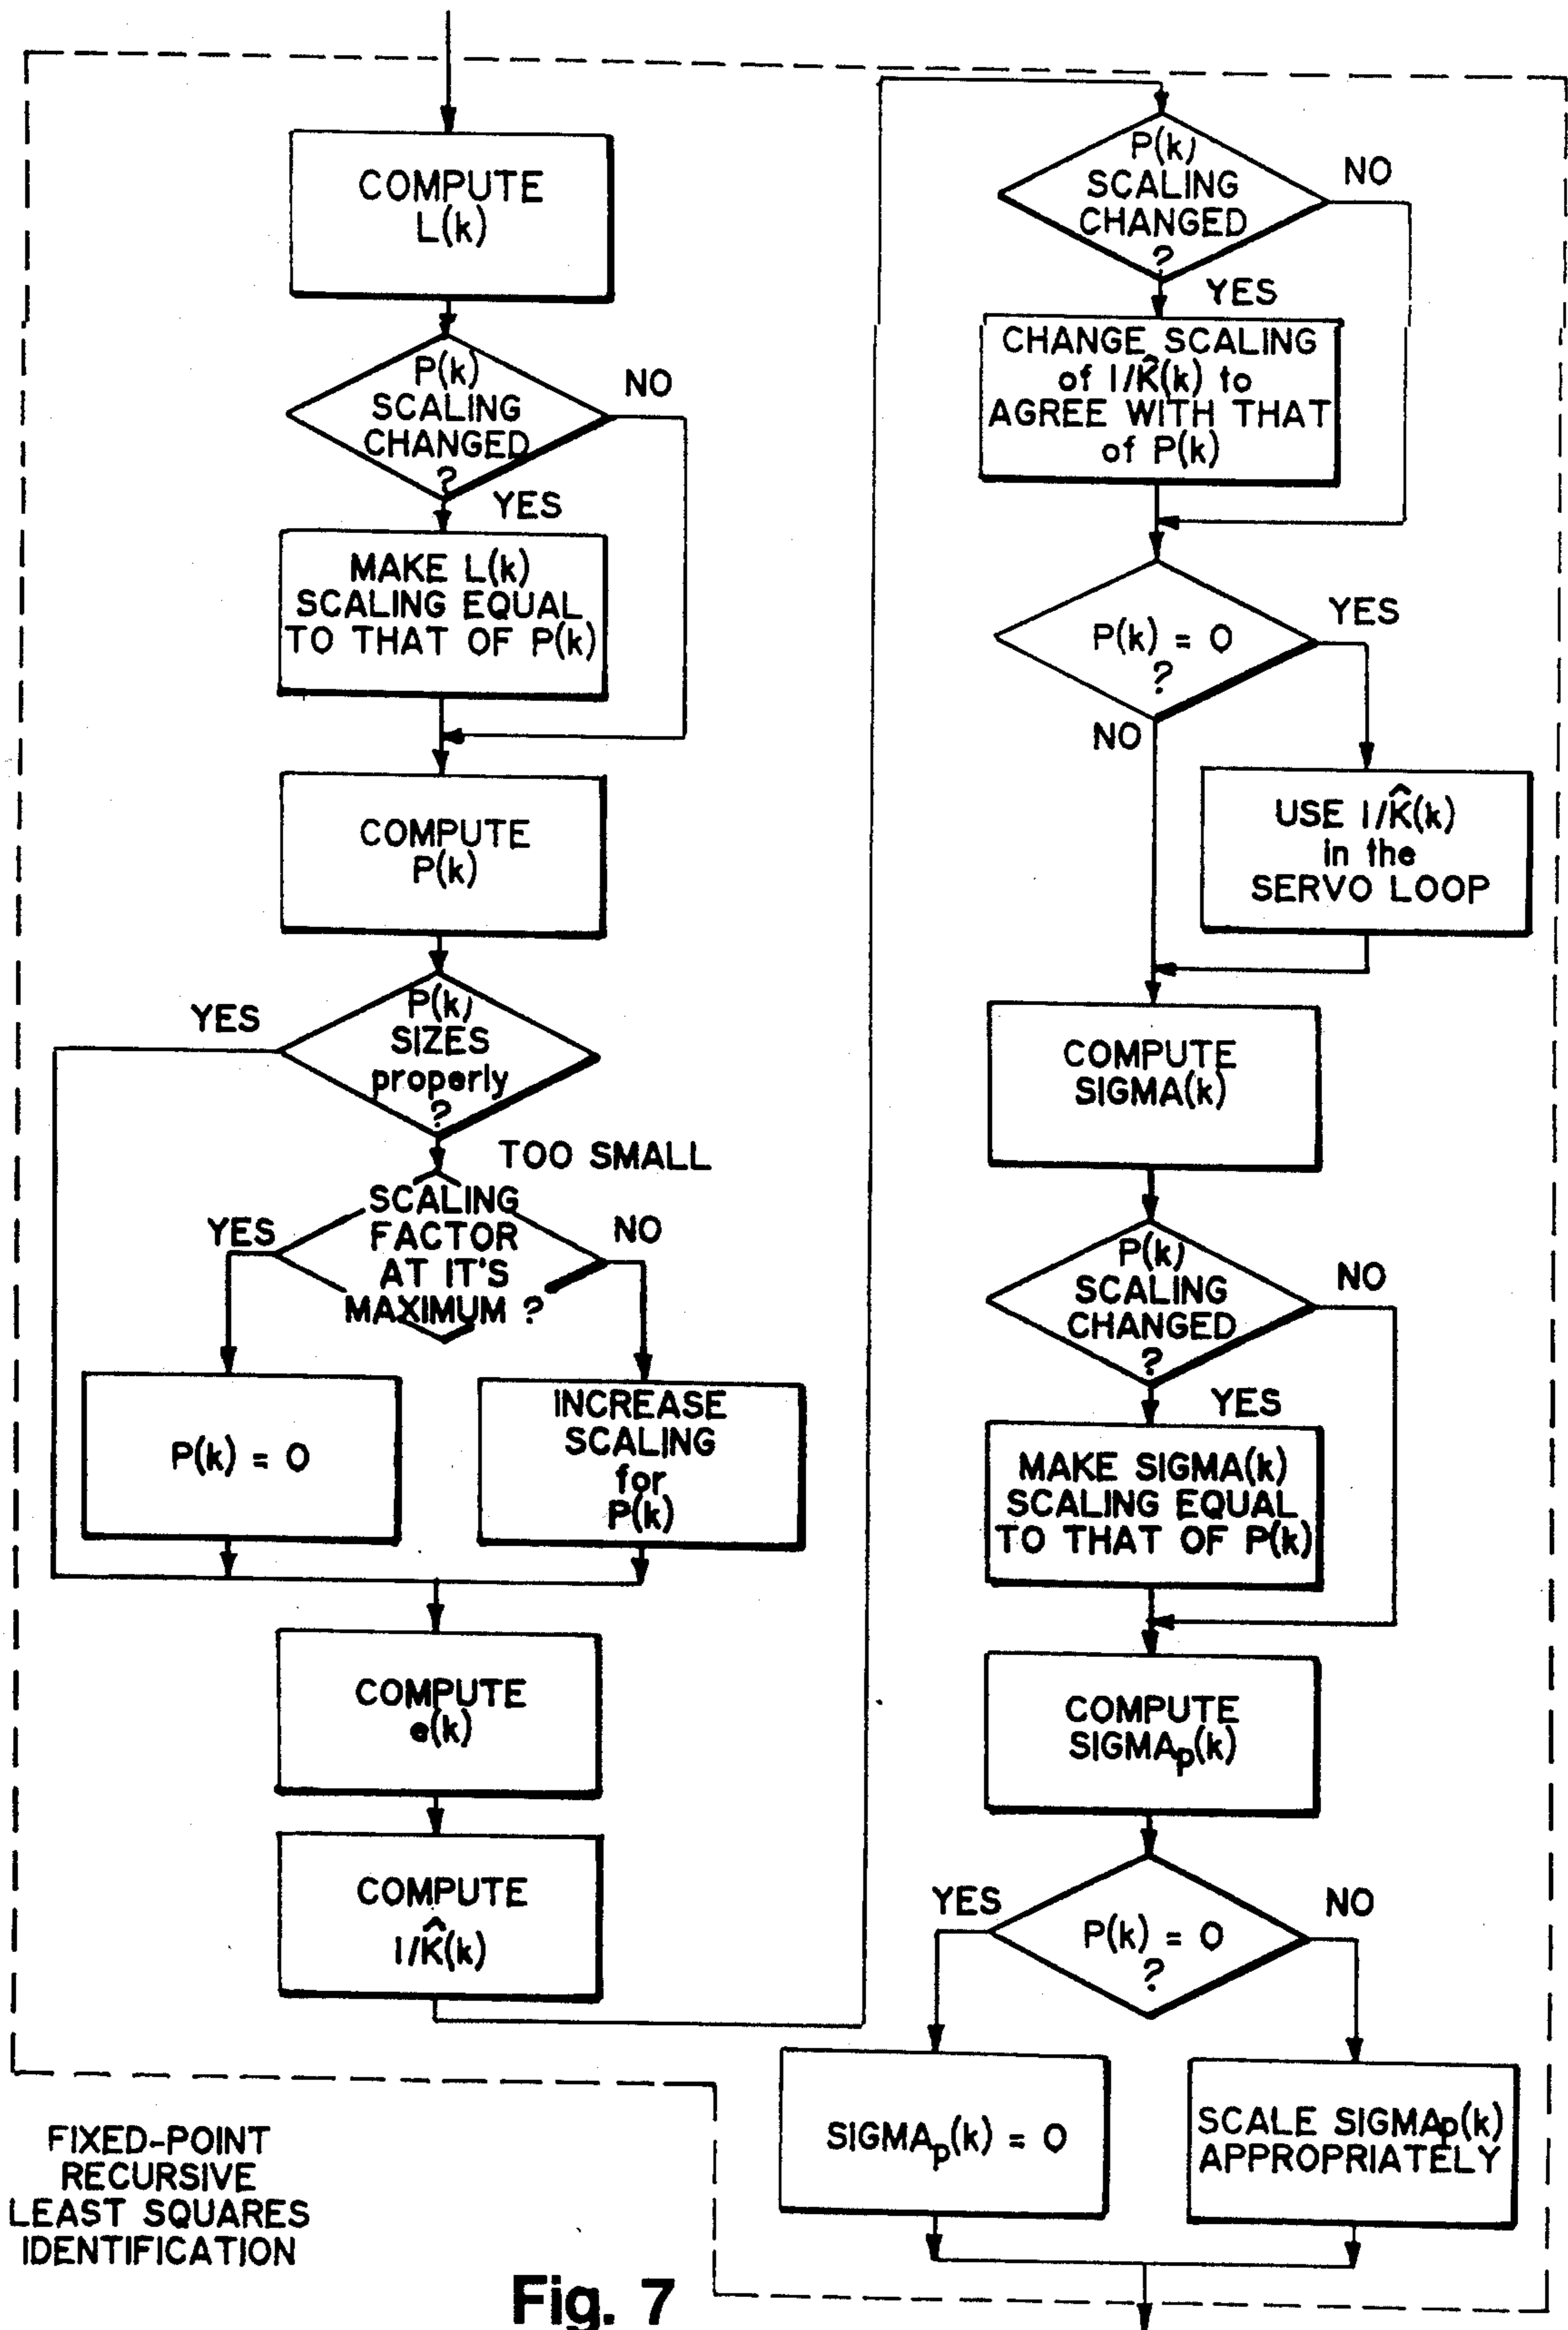 COMPUTE
L(k)
P(k)
SCALING
CHANGED
?
NO
YES
MAKE L(k)
SCALING EQUAL
TO THAT OF P(k)
COMPUTE
P(k)
P(k)
SIZES
properly
?
YES
TOO SMALL
SCALING
FACTOR
AT IT'S
MAXIMUM ?
YES
NO
P(k) = 0
INCREASE
SCALING
for
P(k)
COMPUTE
e(k)
COMPUTE
1/K̂(k)
P(k)
SCALING
CHANGED
?
NO
YES
CHANGE SCALING
of 1/K̂(k) to
AGREE WITH THAT
of P(k)
P(k) = 0
?
YES
NO
USE 1/K̂(k)
in the
SERVO LOOP
COMPUTE
SIGMA(k)
P(k)
SCALING
CHANGED
?
NO
YES
MAKE SIGMA(k)
SCALING EQUAL
TO THAT OF P(k)
COMPUTE
SIGMAp(k)
P(k) = 0
?
YES
NO
SIGMAp(k) = 0
SCALE SIGMAp(k)
APPROPRIATELY
FIXED-POINT
RECURSIVE
LEAST SQUARES
IDENTIFICATION
Fig. 7